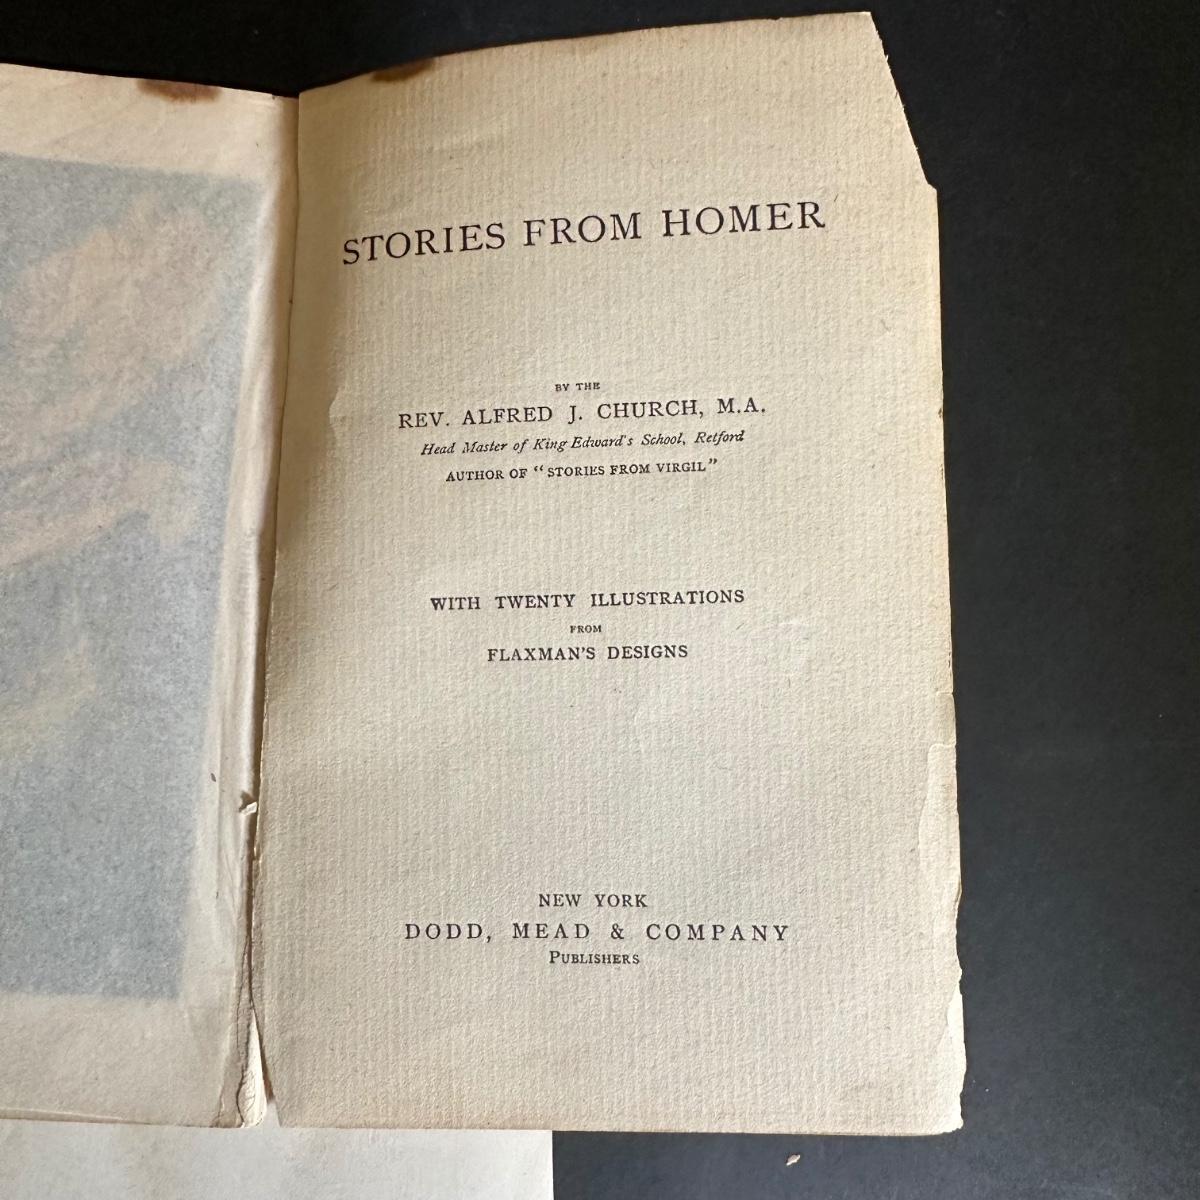 STORIES FROM HOMER
BY THE
REV. ALFRED J. CHURCH, M.A.
Head Master of King Edward's School, Retford
AUTHOR OF “STORIES FROM VIRGIL”
WITH TWENTY ILLUSTRATIONS
FROM
FLAXMAN'S DESIGNS
NEW YORK
DODD, MEAD & COMPANY
PUBLISHERS